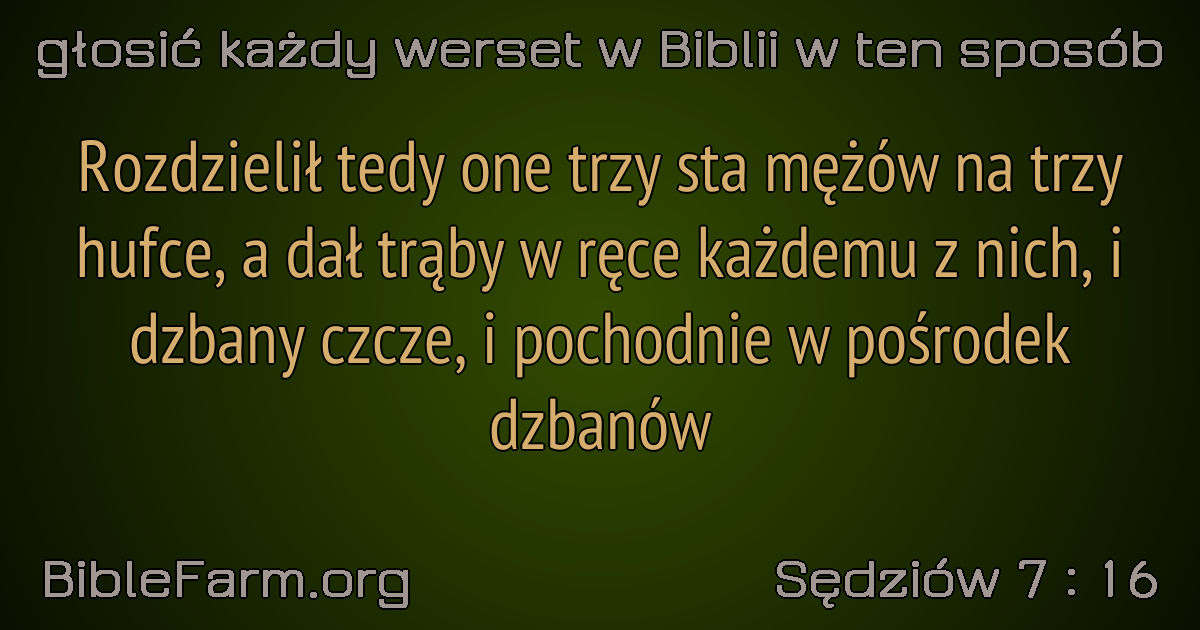 głosić każdy werset w Biblii w ten sposób
Rozdzielił tedy one trzy sta mężów na trzy
hufce, a dał trąby w ręce każdemu z nich, i
dzbany czcze, i pochodnie w pośrodek
dzbanów
BibleFarm.org
Sędziów 7 : 16